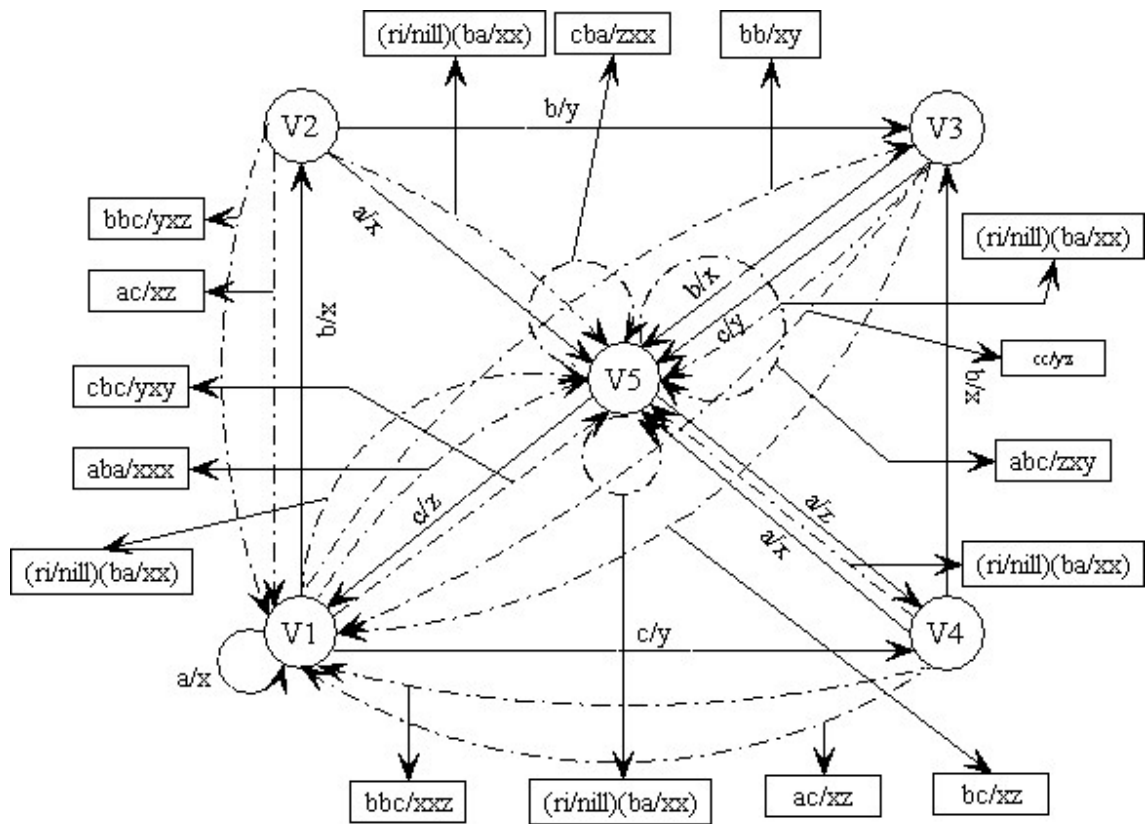 (ri/nill)(ba/xx)
cba/zxx
bb/xy
V2
b/y
V3
bbc/yxz
a/x
(ri/nill)(ba/xx)
ac/xz
b/x
b/x
c/y
cc/yz
cbc/yxy
V5
b/x
aba/xxx
abc/zxy
c/z
a/z
a/x
(ri/nill)(ba/xx)
(ri/nill)(ba/xx)
V1
c/y
V4
a/x
bbc/xxz
(ri/nill)(ba/xx)
ac/xz
bc/xz